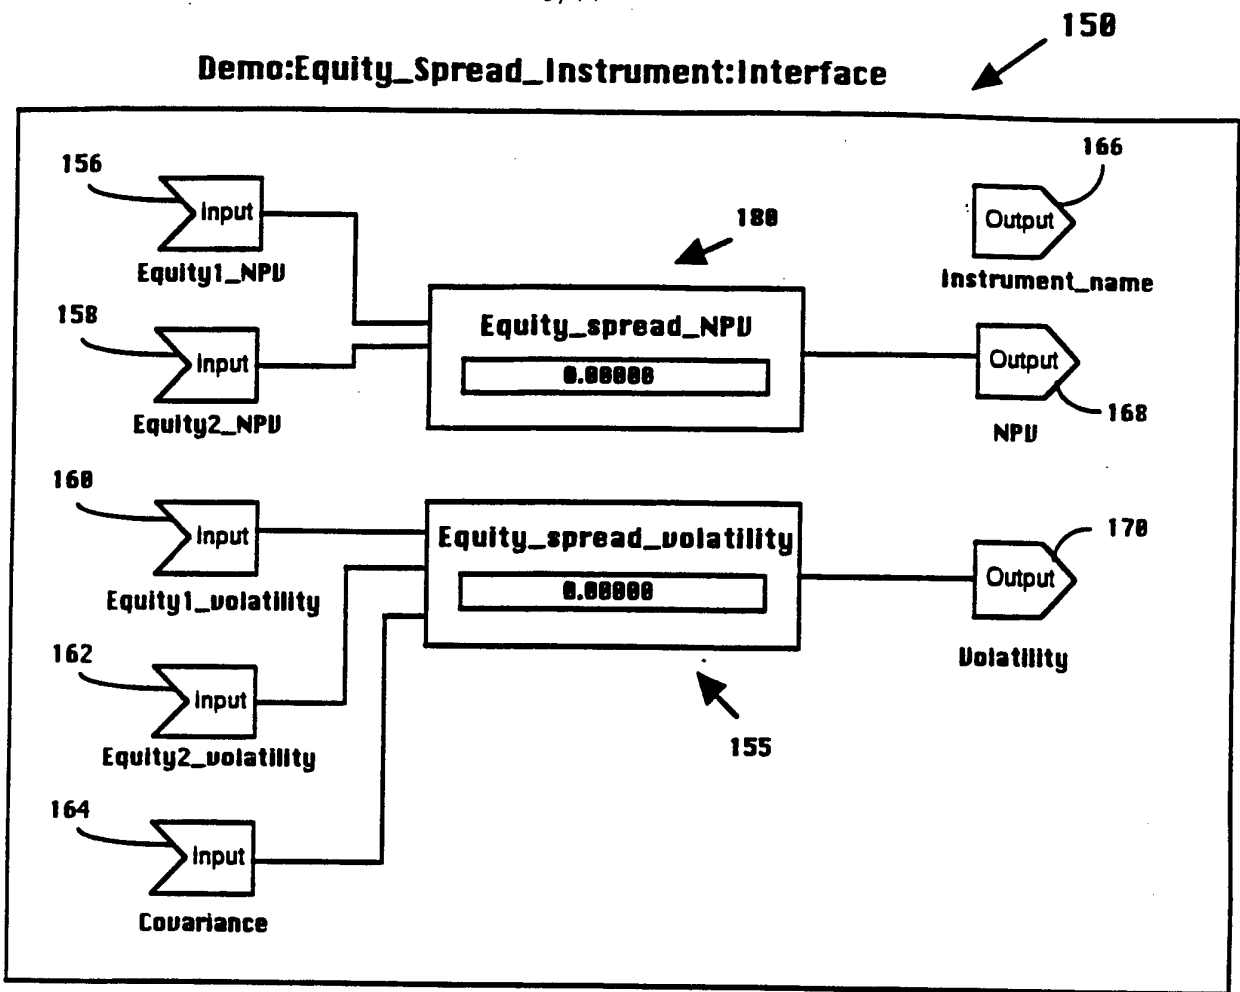 150
Demo:Equity_Spread_Instrument:Interface
156
Input
Equity1_NPV
166
Output
Instrument_name
180
Equity_spread_NPV
0.00000
158
Input
Equity2_NPV
Output
168
NPV
160
Input
Equity1_volatility
Equity_spread_volatility
0.00000
170
Output
Volatility
162
Input
Equity2_volatility
155
164
Input
Covariance